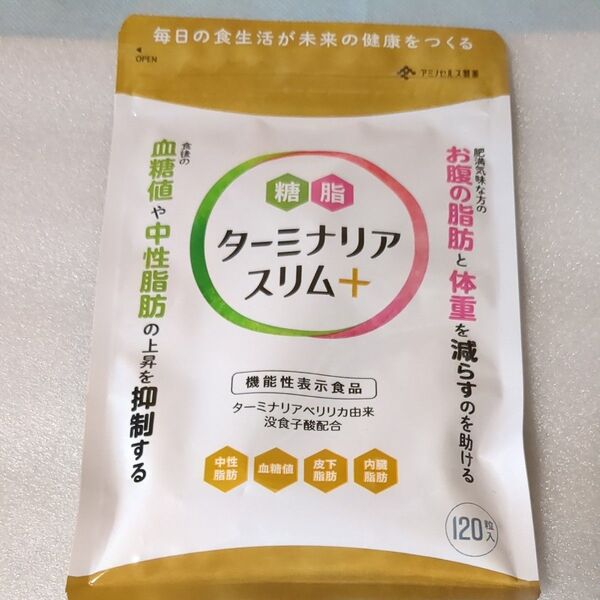 毎日の食生活が未来の健康をつくる
OPEN
アミノセルス製薬
肥満気味な方の
お腹の脂肪と体重を減らすのを助ける
食後の
血糖値や中性脂肪の上昇を抑制する
糖 脂
ターミナリア
スリム+
機能性表示食品
ターミナリアベリリカ由来
没食子酸配合
中性
脂肪
血糖値
皮下
脂肪
内臓
脂肪
120粒入